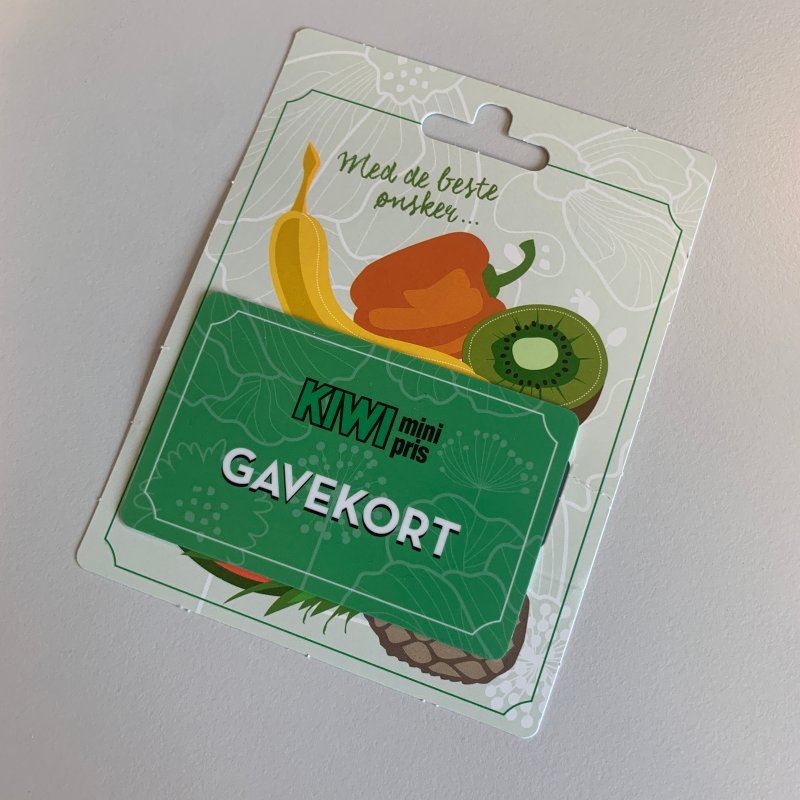 Med de beste
ønsker...
KIWI mini
pris
GAVEKORT